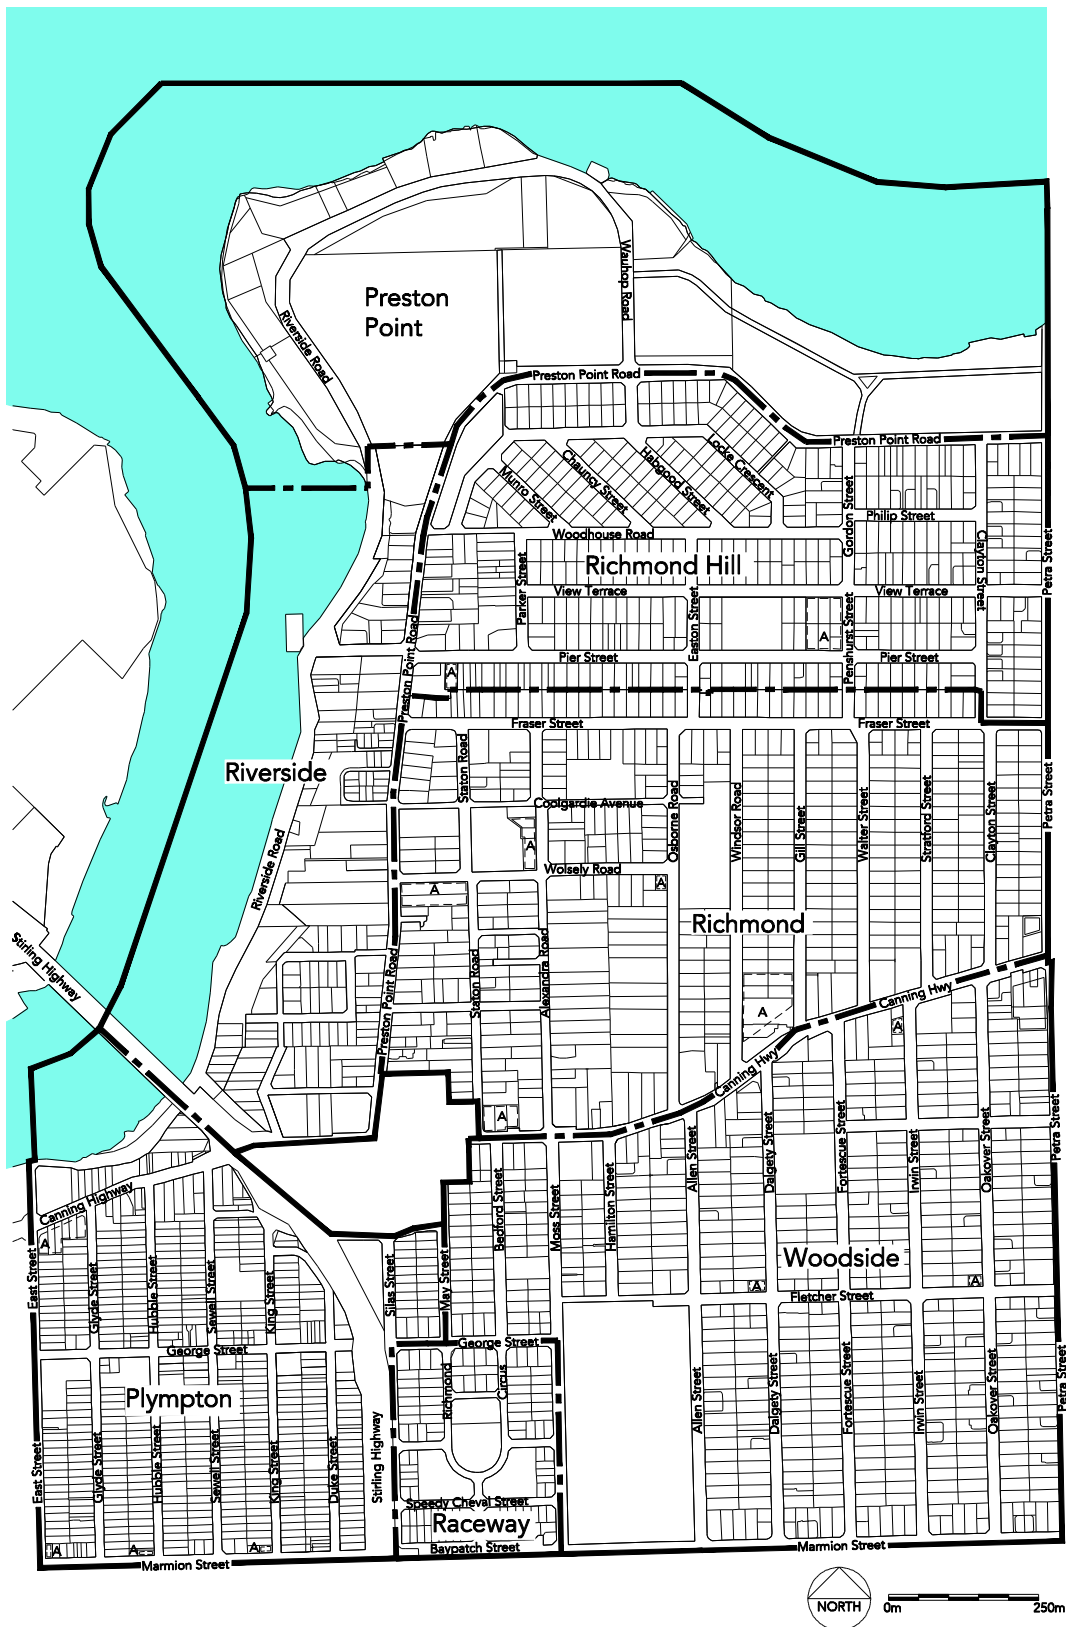 Wauhop Road
Preston
Point
Riverside Road
Preston Point Road
Preston Point Road
Locke Crescent
Habgood Street
Chauncy Street
Munro Street
Gordon Street
Philip Street
Woodhouse Road
Clayton Street
Petra Street
Richmond Hill
Parker Street
View Terrace
View Terrace
Easton Street
Penshurst Street
A
Preston Point Road
Pier Street
Pier Street
A
Fraser Street
Fraser Street
Riverside
Staton Road
Coolgardie Avenue
Osborne Road
Windsor Road
Gill Street
Walter Street
Stratford Street
Clayton Street
Petra Street
A
Wolsely Road
A
A
Riverside Road
Richmond
Stirling Highway
Preston Point Road
Staton Road
Alexandra Road
A
Canning Hwy
A
Canning Hwy
A
Allen Street
Dalgety Street
Fortescue Street
Irwin Street
Oakover Street
Petra Street
Canning Highway
A
East Street
Glyde Street
Hubble Street
Sewell Street
King Street
Silas Street
May Street
Bedford Street
Moss Street
Hamilton Street
Woodside
A
A
Fletcher Street
George Street
George Street
Plympton
Richmond
Circus
Allen Street
Dalgety Street
Fortescue Street
Irwin Street
Oakover Street
Petra Street
East Street
Glyde Street
Hubble Street
Sewell Street
King Street
Duke Street
Stirling Highway
Speedy Cheval Street
Raceway
Baypatch Street
A
A
A
Marmion Street
Marmion Street
NORTH
0m
250m